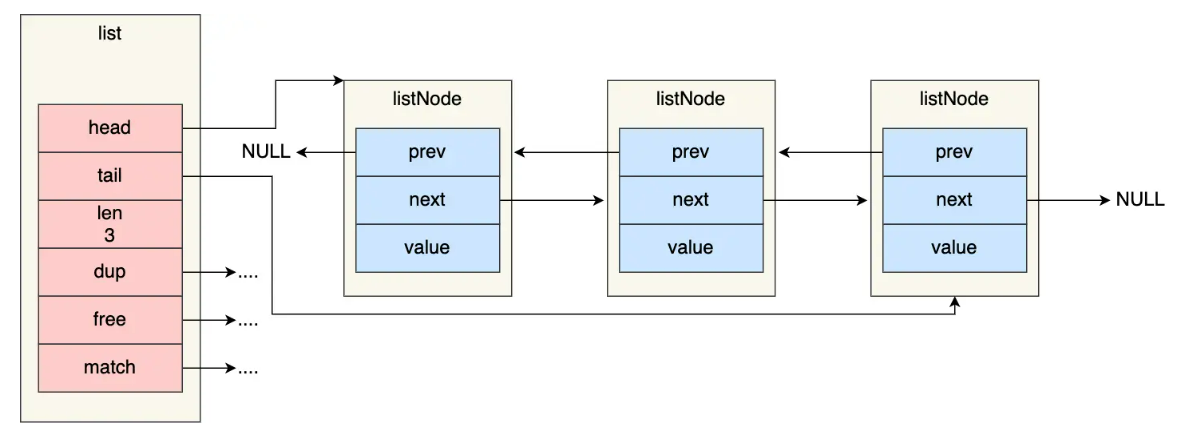 list
head
tail
len
3
dup
free
match
....
....
....
NULL
listNode
prev
next
value
listNode
prev
next
value
listNode
prev
next
value
NULL